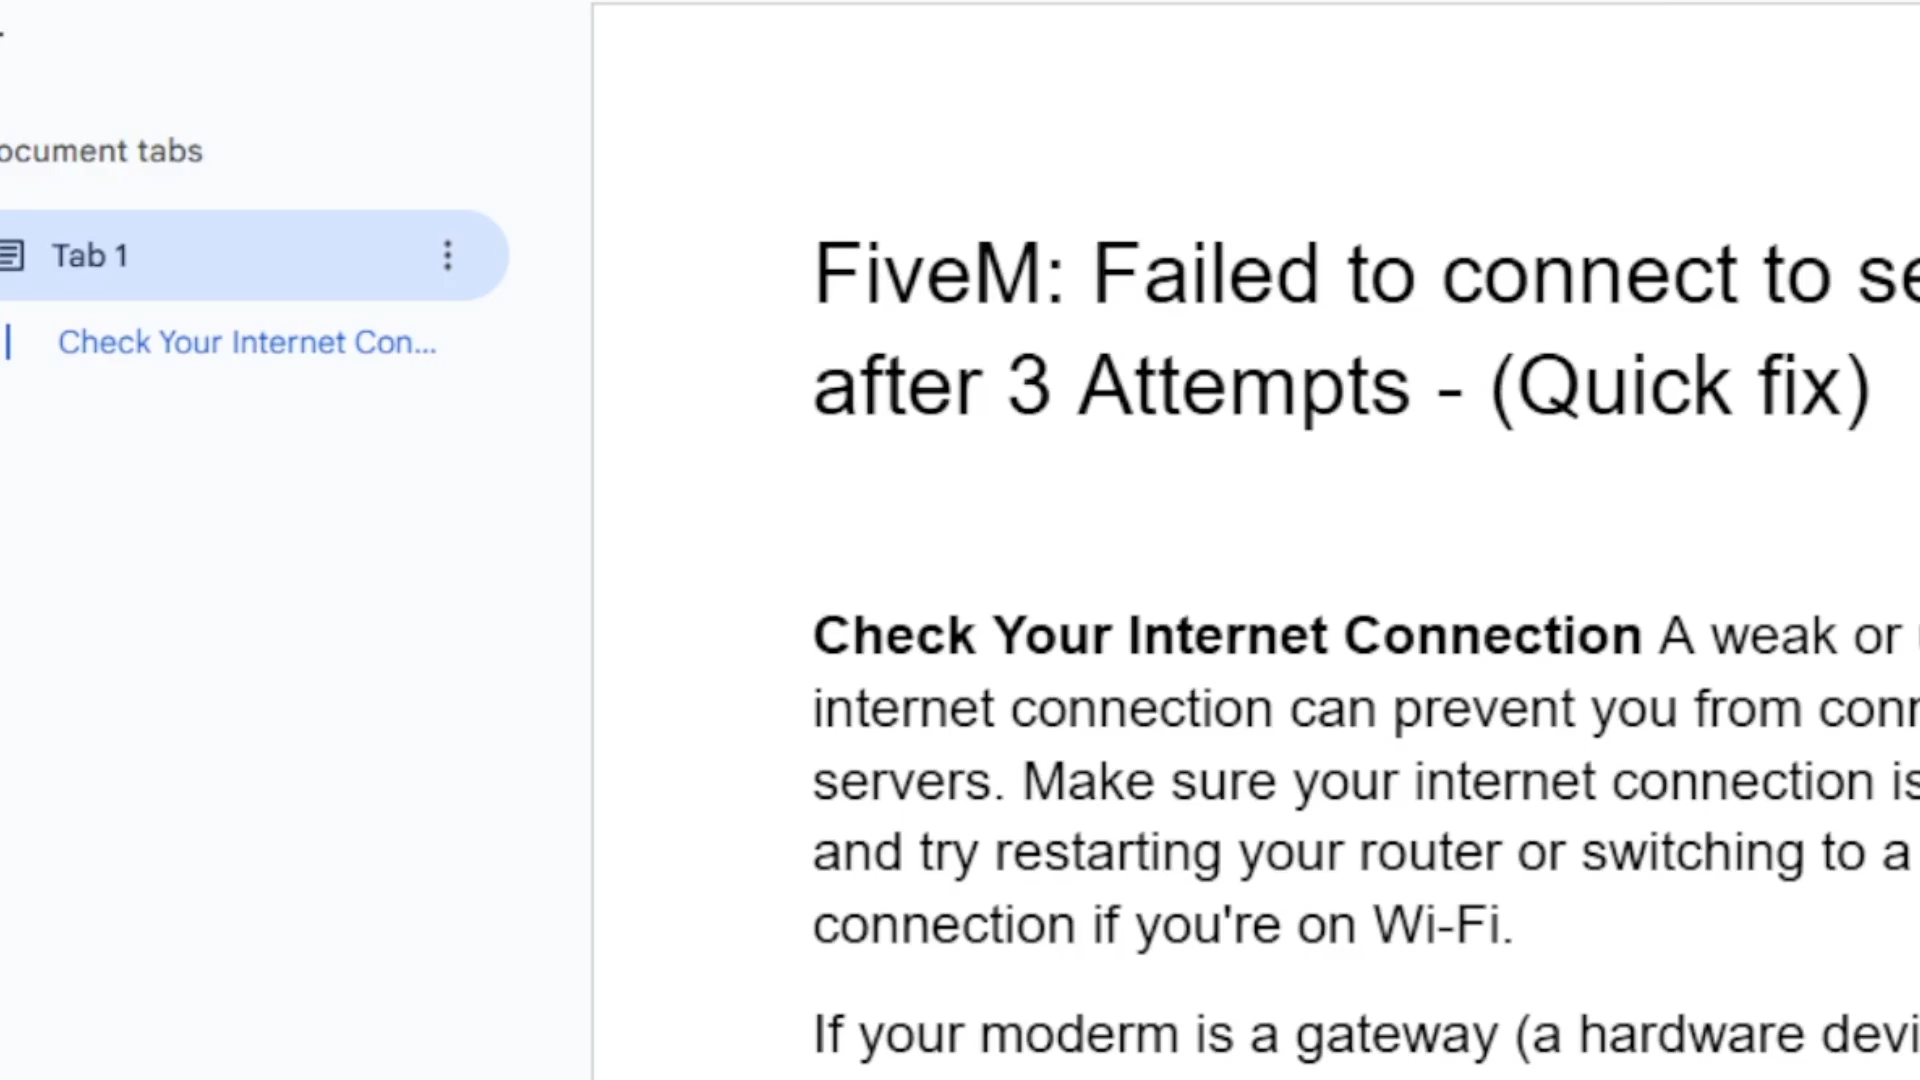 ocument tabs
Tab 1
Check Your Internet Con...
FiveM: Failed to connect to se
after 3 Attempts - (Quick fix)
Check Your Internet Connection A weak or
internet connection can prevent you from conn
servers. Make sure your internet connection is
and try restarting your router or switching to a
connection if you're on Wi-Fi.
If your moderm is a gateway (a hardware devi